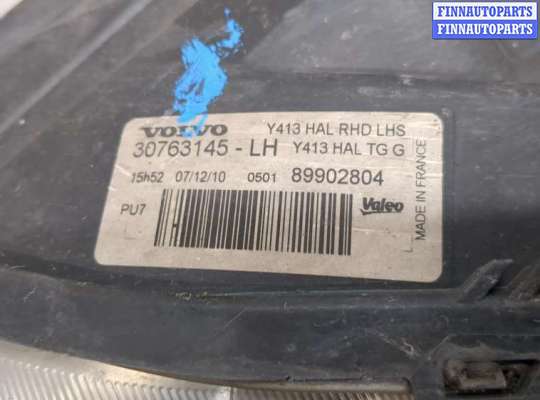 FINNAUTOPARTS
FINNAUTOPARTS
VOLVO
Y413 HAL RHD LHS
30763145 - LH
Y413 HAL TG G
15h52 07/12/10 0501 89902804
PU7
Valeo
MADE IN FRANCE
L
L